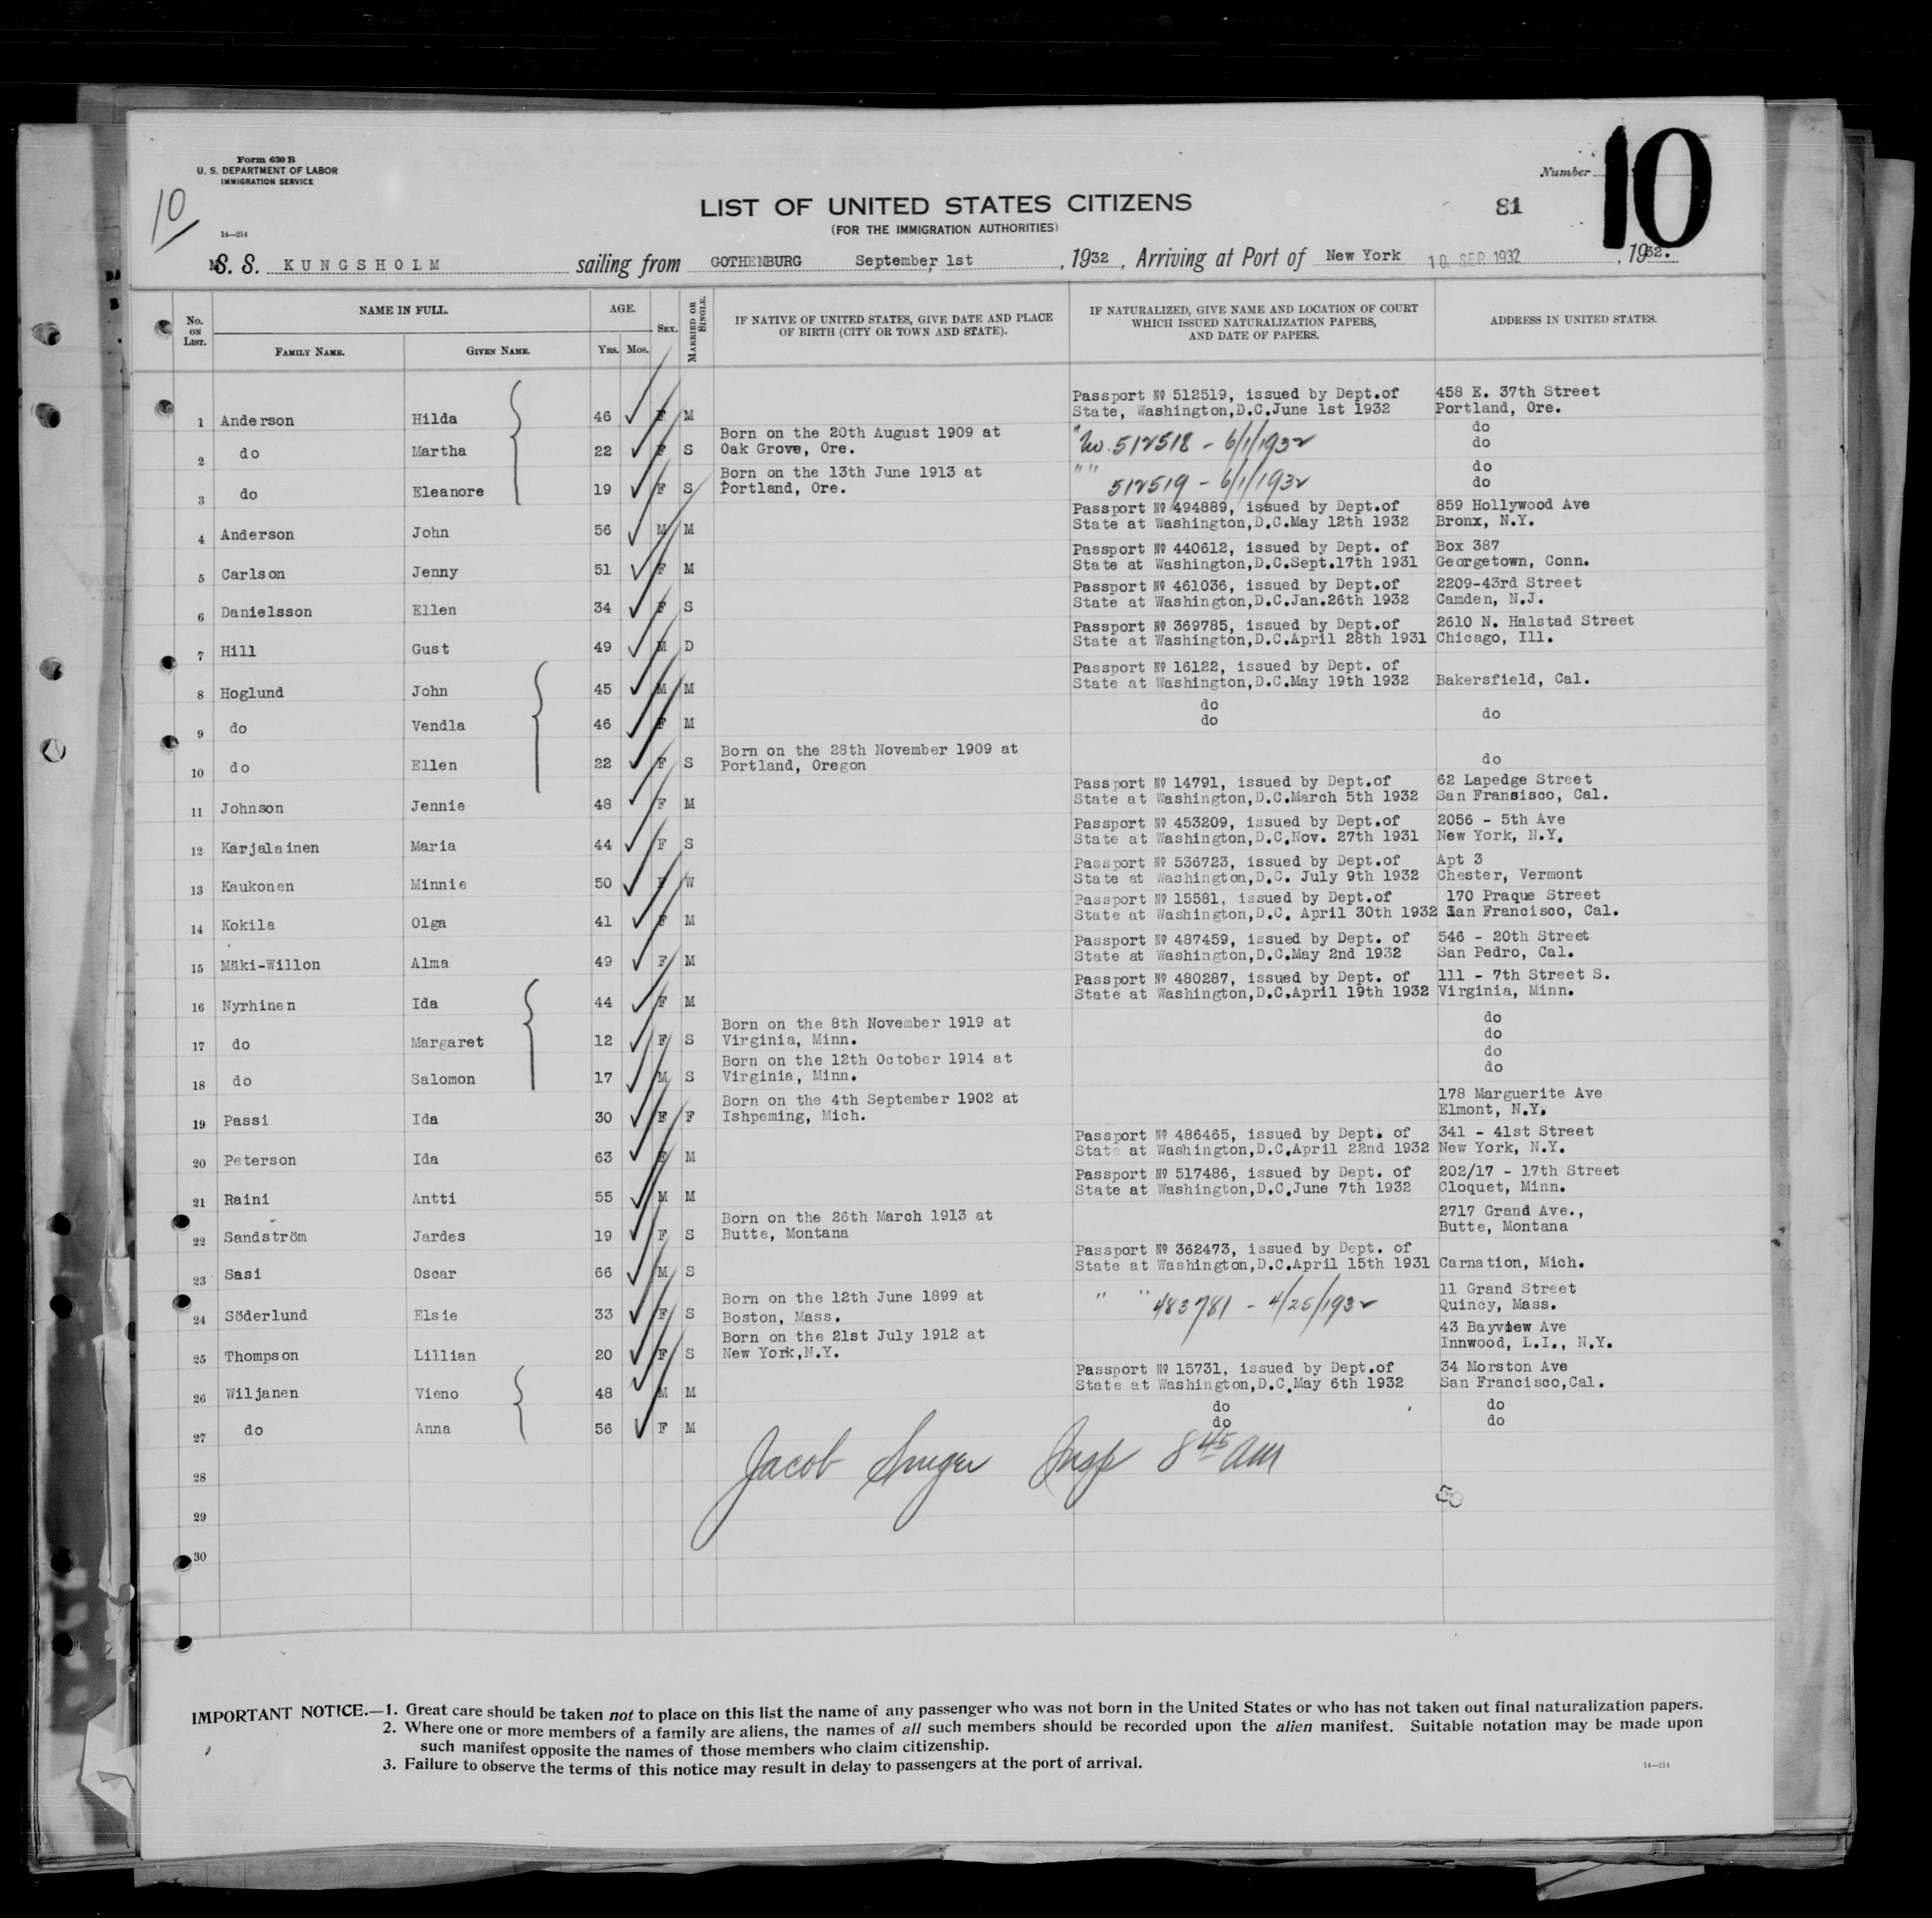 Form 630 B
U. S. DEPARTMENT OF LABOR
IMMIGRATION SERVICE
10
14—214
Number 10
81
LIST OF UNITED STATES CITIZENS
(FOR THE IMMIGRATION AUTHORITIES)
MS. S. KUNGSHOLM sailing from GOTHENBURG September 1st, 1932, Arriving at Port of New York 10 SEP 1932, 1932.
No. ON LIST. NAME IN FULL. FAMILY NAME. GIVEN NAME. AGE. YRS. MOS. SEX. MARRIED OR SINGLE. IF NATIVE OF UNITED STATES, GIVE DATE AND PLACE OF BIRTH (CITY OR TOWN AND STATE). IF NATURALIZED, GIVE NAME AND LOCATION OF COURT WHICH ISSUED NATURALIZATION PAPERS, AND DATE OF PAPERS. ADDRESS IN UNITED STATES.
Passport № 512519, issued by Dept.of 458 E. 37th Street
1 Anderson Hilda 46 F M State, Washington,D.C.June 1st 1932 Portland, Ore.
Born on the 20th August 1909 at do
2 do Martha 22 F S Oak Grove, Ore. " No. 512518 - 6/1/1932 do
Born on the 13th June 1913 at " " do
3 do Eleanore 19 F S Portland, Ore. 512519 - 6/1/1932 do
Passport № 494889, issued by Dept.of 859 Hollywood Ave
4 Anderson John 56 M M State at Washington,D.C.May 12th 1932 Bronx, N.Y.
Passport № 440612, issued by Dept. of Box 387
5 Carlson Jenny 51 F M State at Washington,D.C.Sept.17th 1931 Georgetown, Conn.
Passport № 461036, issued by Dept.of 2209-43rd Street
6 Danielsson Ellen 34 F S State at Washington,D.C.Jan.26th 1932 Camden, N.J.
Passport № 369785, issued by Dept.of 2610 N. Halstad Street
7 Hill Gust 49 M D State at Washington,D.C.April 28th 1931 Chicago, Ill.
Passport № 16122, issued by Dept. of
8 Hoglund John 45 M M State at Washington,D.C.May 19th 1932 Bakersfield, Cal.
do
9 do Vendla 46 F M do do
Born on the 28th November 1909 at
10 do Ellen 22 F S Portland, Oregon do
Passport № 14791, issued by Dept.of 62 Lapedge Street
11 Johnson Jennie 48 F M State at Washington,D.C.March 5th 1932 San Fransisco, Cal.
Passport № 453209, issued by Dept.of 2056 - 5th Ave
12 Karjalainen Maria 44 F S State at Washington,D.C.Nov. 27th 1931 New York, N.Y.
Passport № 536723, issued by Dept.of Apt 3
13 Kaukonen Minnie 50 F W State at Washington,D.C. July 9th 1932 Chester, Vermont
Passport № 15581, issued by Dept.of 170 Praque Street
14 Kokila Olga 41 F M State at Washington,D.C. April 30th 1932 San Francisco, Cal.
Passport № 487459, issued by Dept. of 546 - 20th Street
15 Mäki-Willon Alma 49 F M State at Washington,D.C.May 2nd 1932 San Pedro, Cal.
Passport № 480287, issued by Dept. of 111 - 7th Street S.
16 Nyrhinen Ida 44 F M State at Washington,D.C.April 19th 1932 Virginia, Minn.
Born on the 8th November 1919 at do
17 do Margaret 12 F S Virginia, Minn. do
Born on the 12th October 1914 at do
18 do Salomon 17 M S Virginia, Minn. do
Born on the 4th September 1902 at 178 Marguerite Ave
19 Passi Ida 30 F F Ishpeming, Mich. Elmont, N.Y.
Passport № 486465, issued by Dept. of 341 - 41st Street
20 Peterson Ida 63 F M State at Washington,D.C.April 22nd 1932 New York, N.Y.
Passport № 517486, issued by Dept. of 202/17 - 17th Street
21 Raini Antti 55 M M State at Washington,D.C.June 7th 1932 Cloquet, Minn.
Born on the 26th March 1913 at 2717 Grand Ave.,
22 Sandström Jardes 19 F S Butte, Montana Butte, Montana
Passport № 362473, issued by Dept. of
23 Sasi Oscar 66 M S State at Washington,D.C.April 15th 1931 Carnation, Mich.
Born on the 12th June 1899 at 11 Grand Street
24 Söderlund Elsie 33 F S Boston, Mass. " " 483781 - 4/25/1932 Quincy, Mass.
Born on the 21st July 1912 at 43 Bayview Ave
25 Thompson Lillian 20 F S New York,N.Y. Innwood, L.I., N.Y.
Passport № 15731, issued by Dept.of 34 Morston Ave
26 Wiljanen Vieno 48 M M State at Washington,D.C.May 6th 1932 San Francisco,Cal.
do do
27 do Anna 56 F M do do
28 Jacob Insp 8 45 am
29
30
IMPORTANT NOTICE.—1. Great care should be taken not to place on this list the name of any passenger who was not born in the United States or who has not taken out final naturalization papers.
2. Where one or more members of a family are aliens, the names of all such members should be recorded upon the alien manifest. Suitable notation may be made upon
such manifest opposite the names of those members who claim citizenship.
3. Failure to observe the terms of this notice may result in delay to passengers at the port of arrival.
14—214